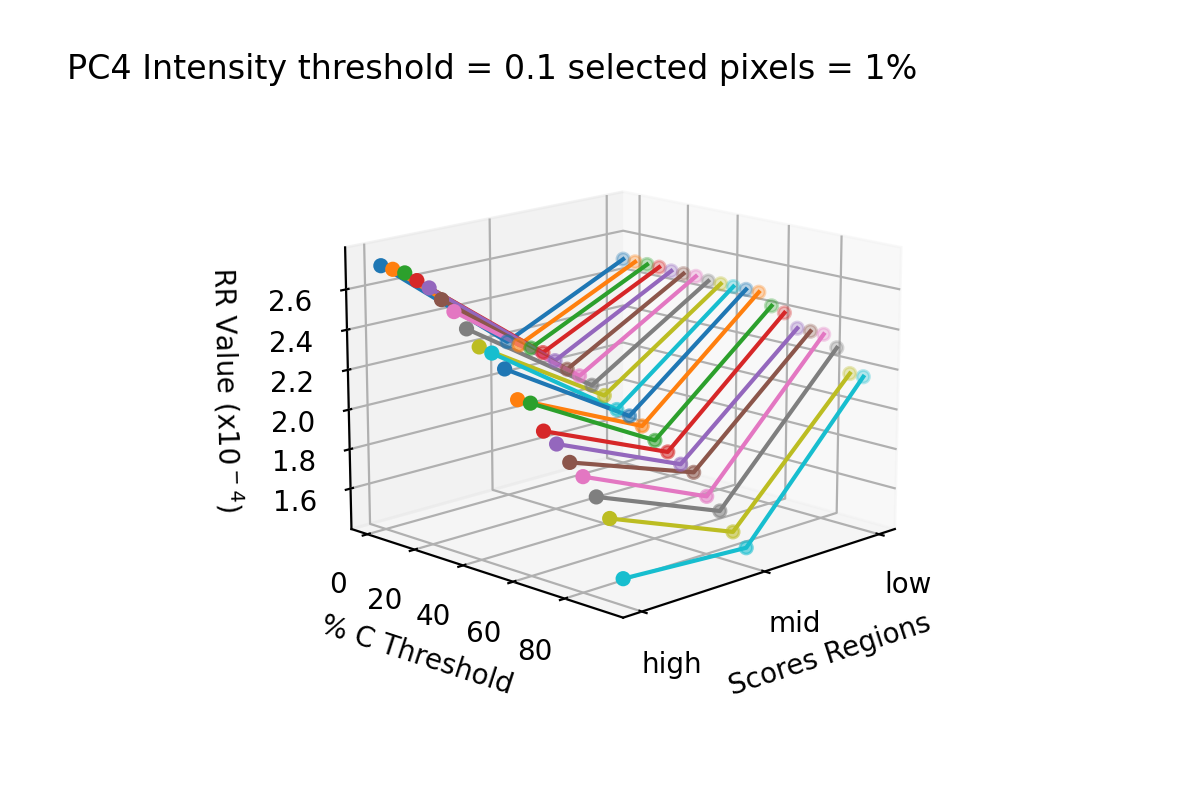 PC4 Intensity threshold = 0.1 selected pixels = 1%
RR Value (x10⁻⁴)
2.6
2.4
2.2
2.0
1.8
1.6
0
20
40
60
80
% C Threshold
low
mid
high
Scores Regions